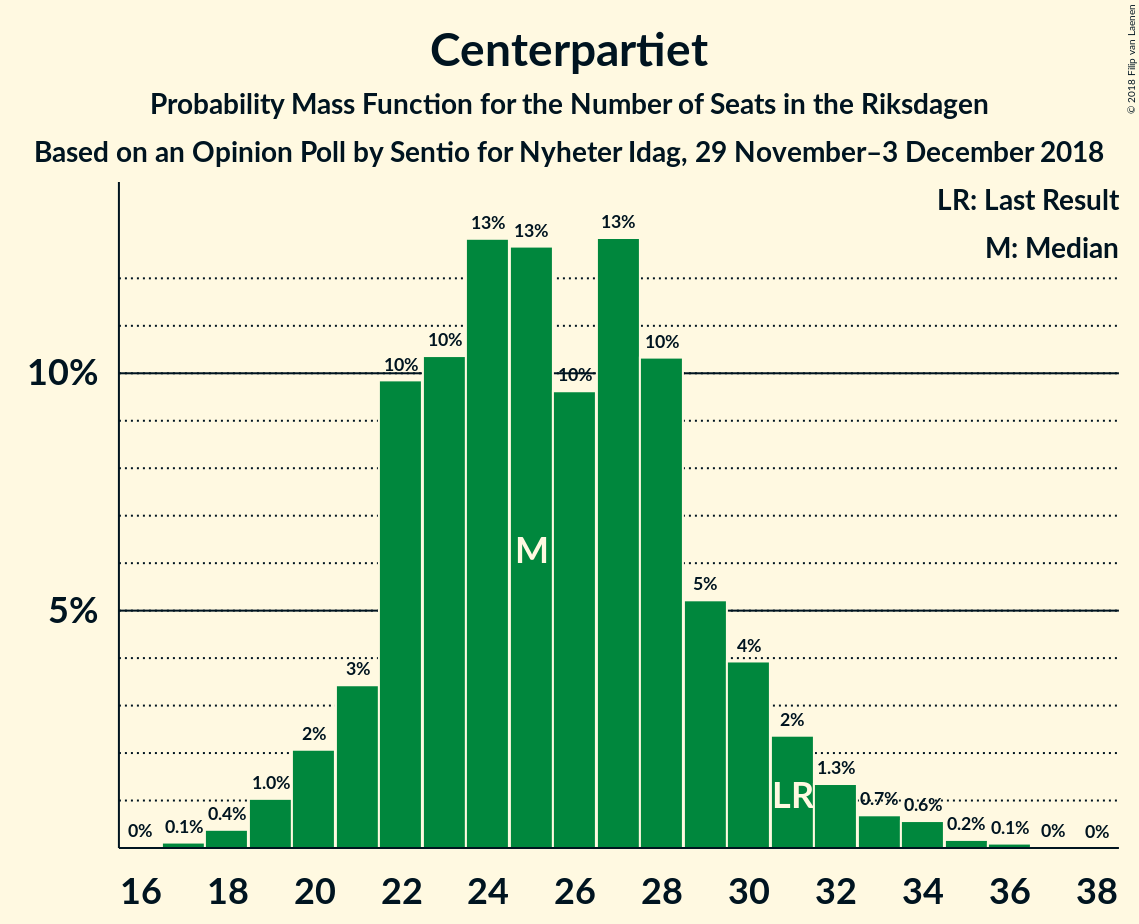 © 2018 Filip van Laenen
Centerpartiet
Probability Mass Function for the Number of Seats in the Riksdagen
Based on an Opinion Poll by Sentio for Nyheter Idag, 29 November–3 December 2018
LR: Last Result
M: Median
10%
5%
0%
0.1%
0.4%
1.0%
2%
3%
10%
10%
13%
13%
10%
13%
10%
5%
4%
2%
1.3%
0.7%
0.6%
0.2%
0.1%
0%
0%
M
LR
16 18 20 22 24 26 28 30 32 34 36 38